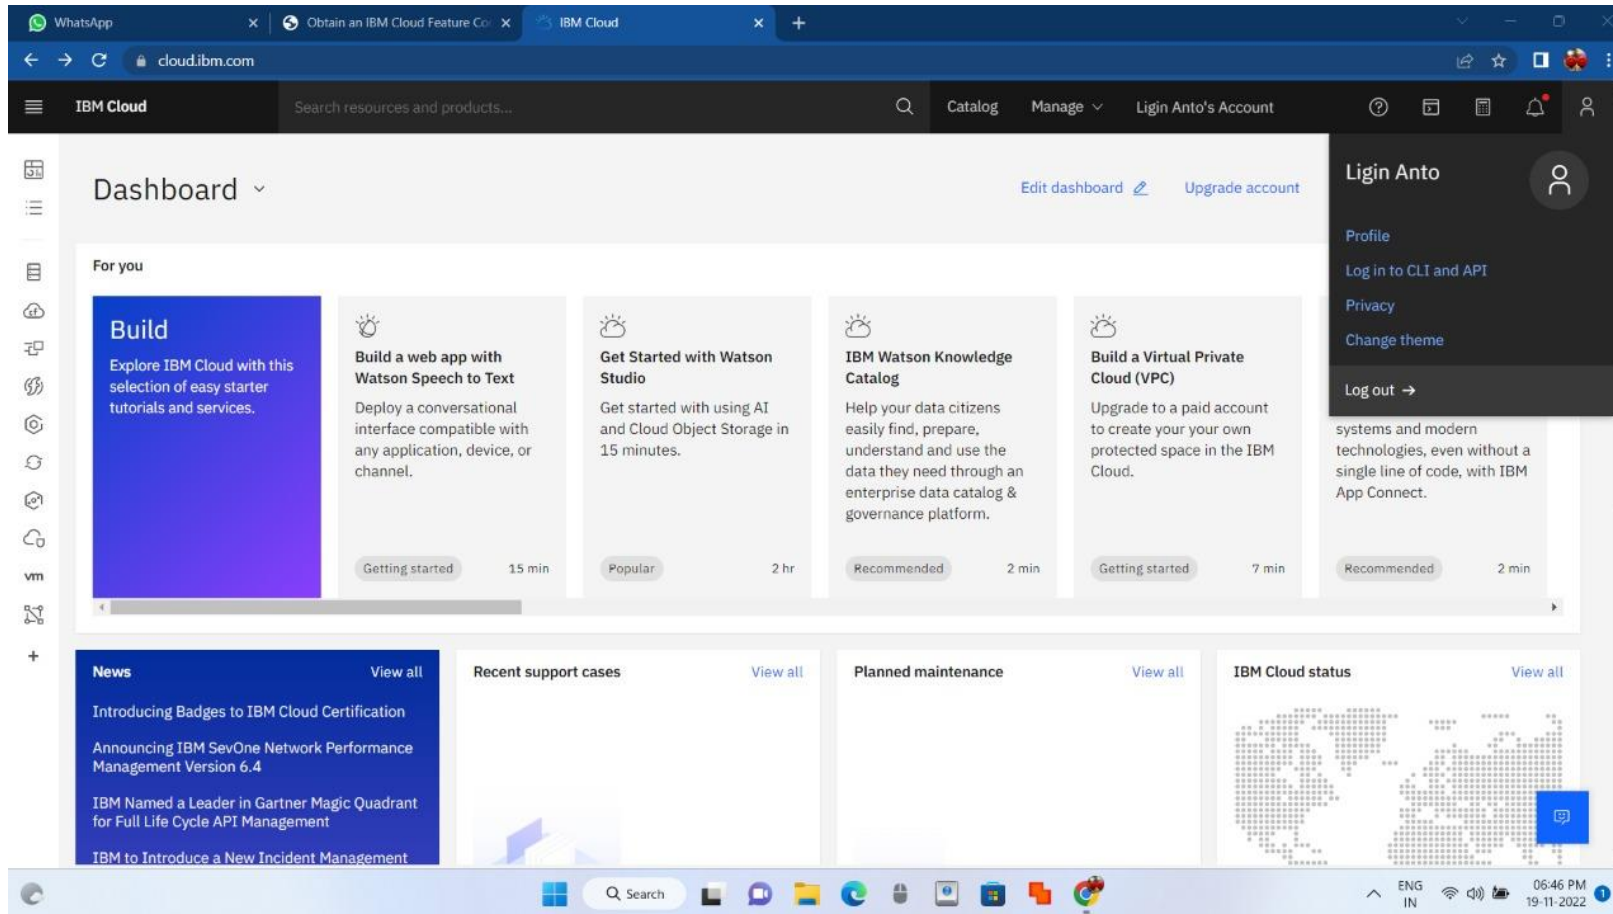 WhatsApp
Obtain an IBM Cloud Feature Co
IBM Cloud
cloud.ibm.com
IBM Cloud
Search resources and products...
Catalog
Manage
Ligin Anto's Account
Dashboard
Edit dashboard
Upgrade account
Ligin Anto
Profile
Log in to CLI and API
Privacy
Change theme
Log out →
For you
Build
Explore IBM Cloud with this
selection of easy starter
tutorials and services.
Build a web app with
Watson Speech to Text
Deploy a conversational
interface compatible with
any application, device, or
channel.
Getting started
15 min
Get Started with Watson
Studio
Get started with using AI
and Cloud Object Storage in
15 minutes.
Popular
2 hr
IBM Watson Knowledge
Catalog
Help your data citizens
easily find, prepare,
understand and use the
data they need through an
enterprise data catalog &
governance platform.
Recommended
2 min
Build a Virtual Private
Cloud (VPC)
Upgrade to a paid account
to create your your own
protected space in the IBM
Cloud.
Getting started
7 min
systems and modern
technologies, even without a
single line of code, with IBM
App Connect.
Recommended
2 min
vm
News
View all
Introducing Badges to IBM Cloud Certification
Announcing IBM SevOne Network Performance
Management Version 6.4
IBM Named a Leader in Gartner Magic Quadrant
for Full Life Cycle API Management
IBM to Introduce a New Incident Management
Recent support cases
View all
Planned maintenance
View all
IBM Cloud status
View all
Search
ENG
IN
06:46 PM
19-11-2022
1